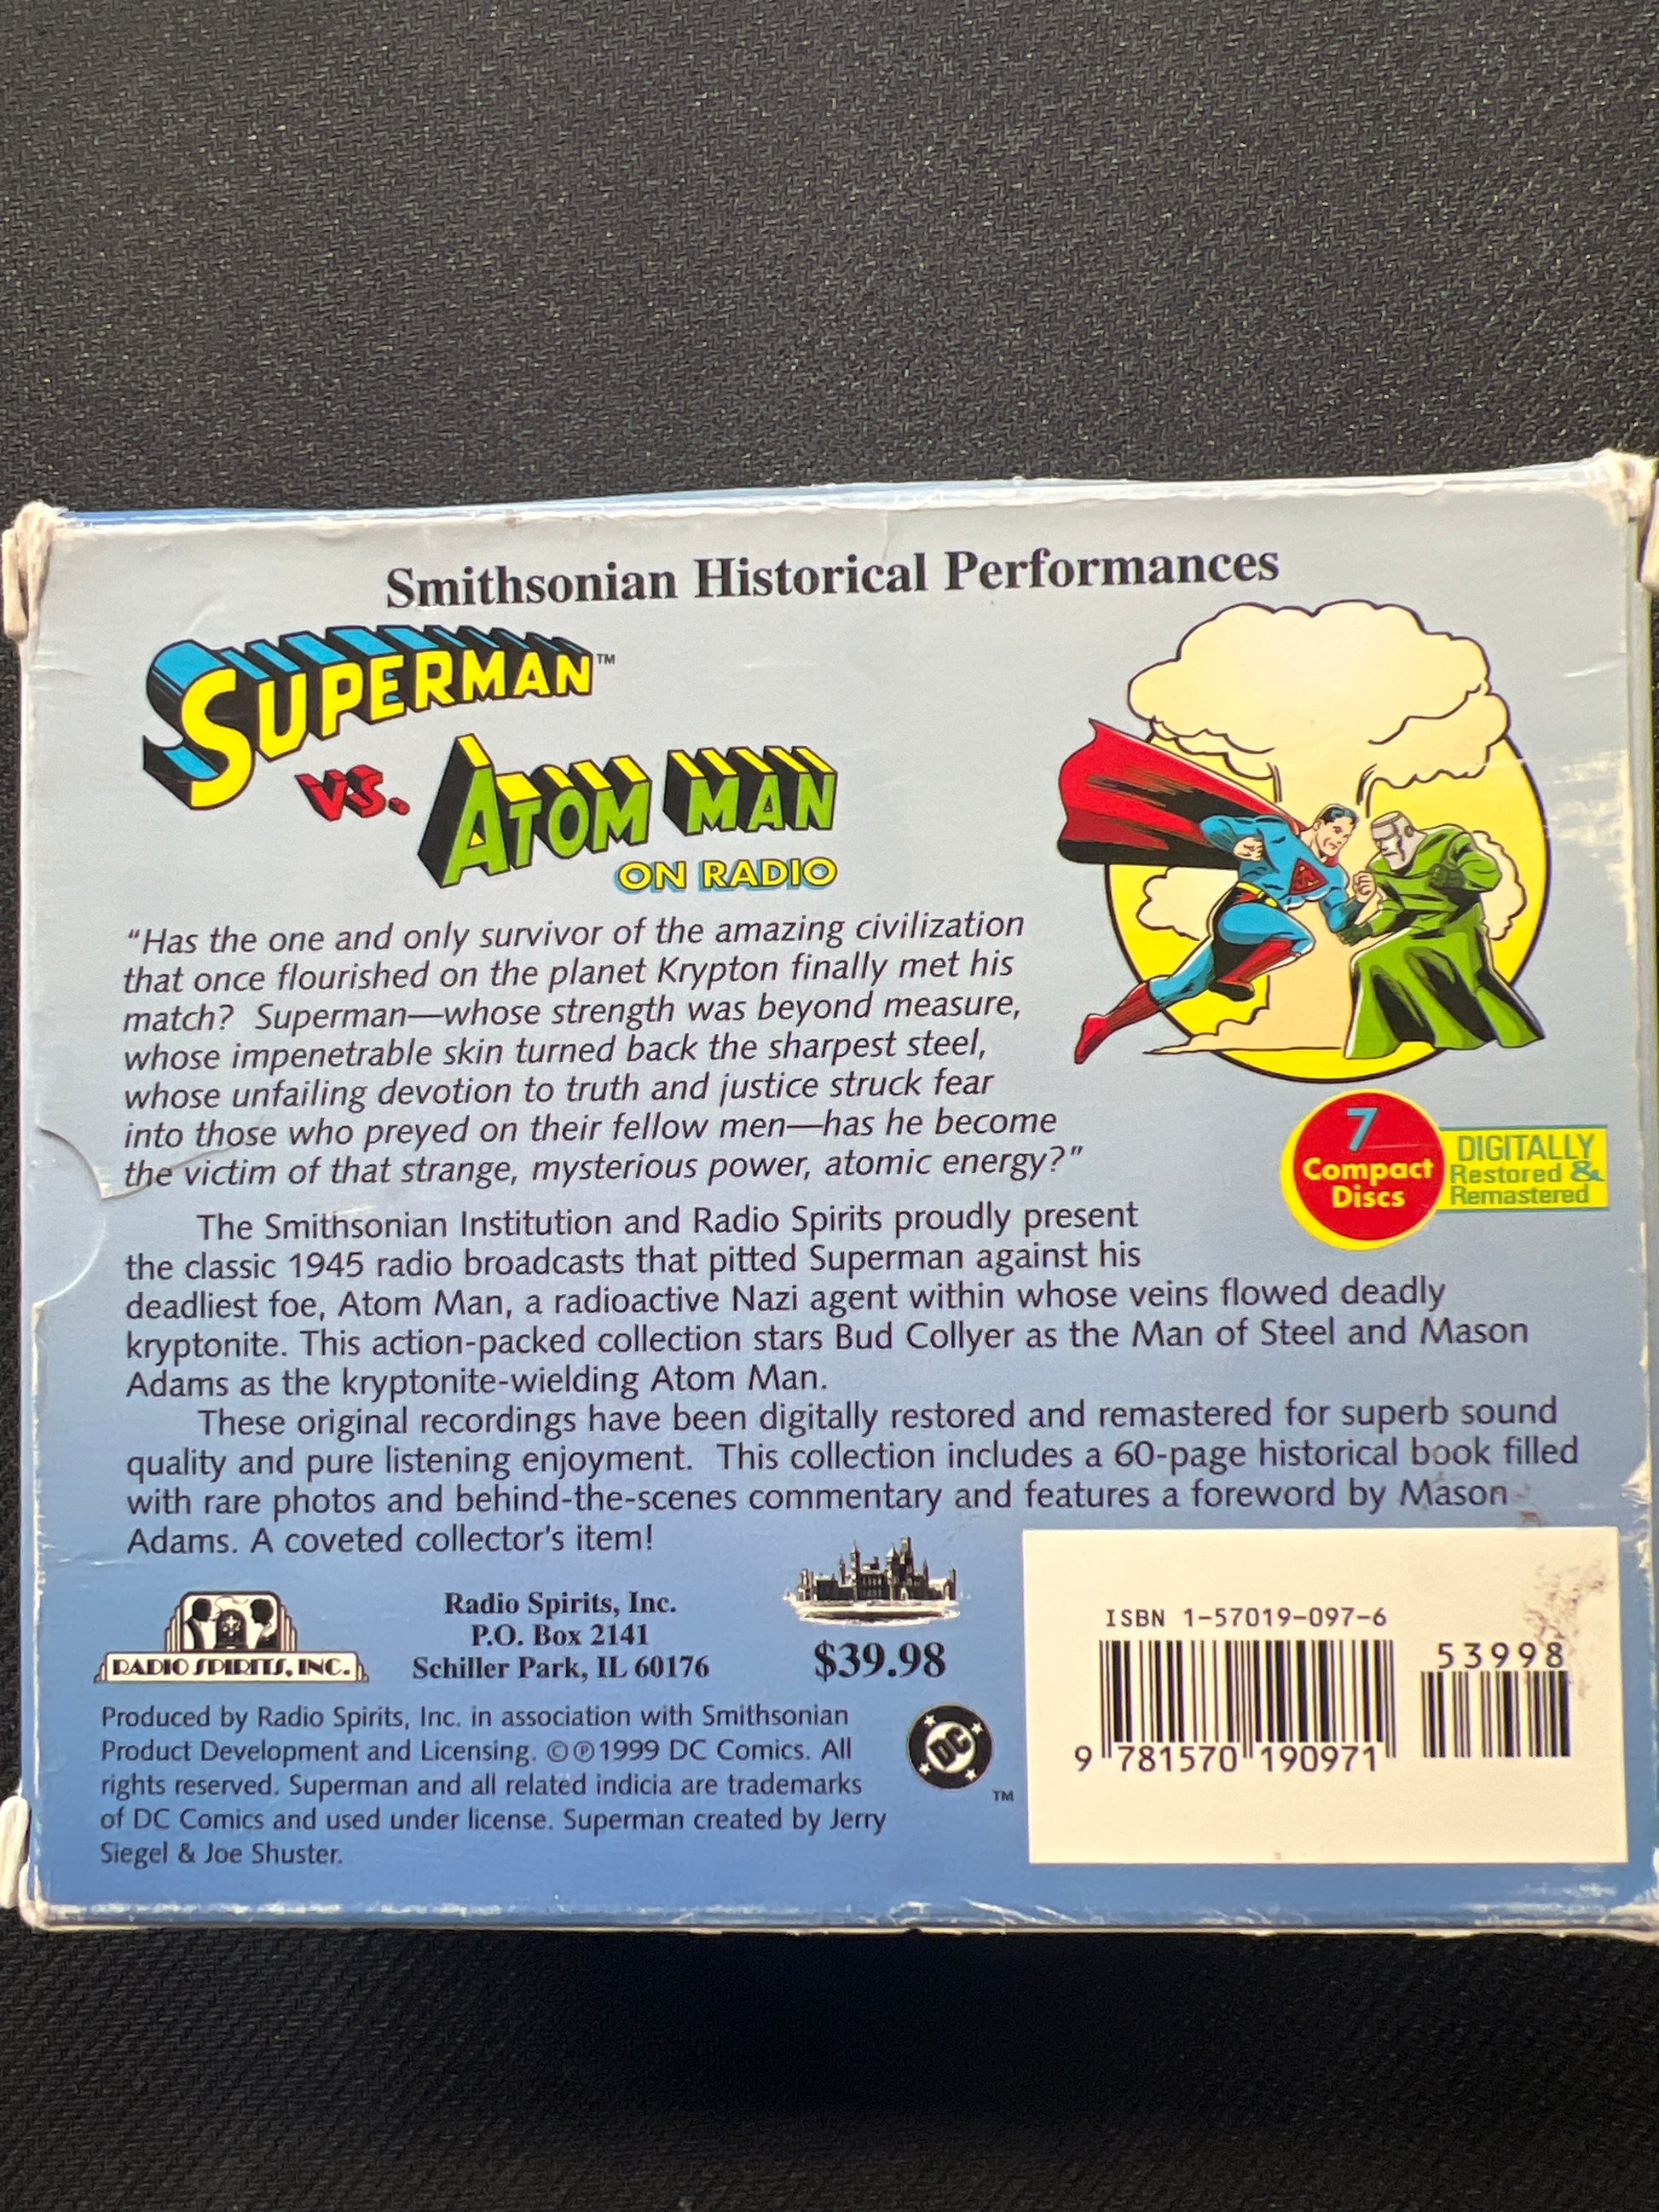 Smithsonian Historical Performances
SUPERMAN™
VS. ATOM MAN
ON RADIO
“Has the one and only survivor of the amazing civilization
that once flourished on the planet Krypton finally met his
match?  Superman—whose strength was beyond measure,
whose impenetrable skin turned back the sharpest steel,
whose unfailing devotion to truth and justice struck fear
into those who preyed on their fellow men—has he become
the victim of that strange, mysterious power, atomic energy?”
7
Compact
Discs
DIGITALLY
Restored &
Remastered
The Smithsonian Institution and Radio Spirits proudly present
the classic 1945 radio broadcasts that pitted Superman against his
deadliest foe, Atom Man, a radioactive Nazi agent within whose veins flowed deadly
kryptonite. This action-packed collection stars Bud Collyer as the Man of Steel and Mason
Adams as the kryptonite-wielding Atom Man.
These original recordings have been digitally restored and remastered for superb sound
quality and pure listening enjoyment.  This collection includes a 60-page historical book filled
with rare photos and behind-the-scenes commentary and features a foreword by Mason
Adams. A coveted collector’s item!
RADIO SPIRITS, INC.
Radio Spirits, Inc.
P.O. Box 2141
Schiller Park, IL 60176
$39.98
Produced by Radio Spirits, Inc. in association with Smithsonian
Product Development and Licensing. ©℗1999 DC Comics. All
rights reserved. Superman and all related indicia are trademarks
of DC Comics and used under license. Superman created by Jerry
Siegel & Joe Shuster.
DC
TM
ISBN 1-57019-097-6
53998
9 781570 190971